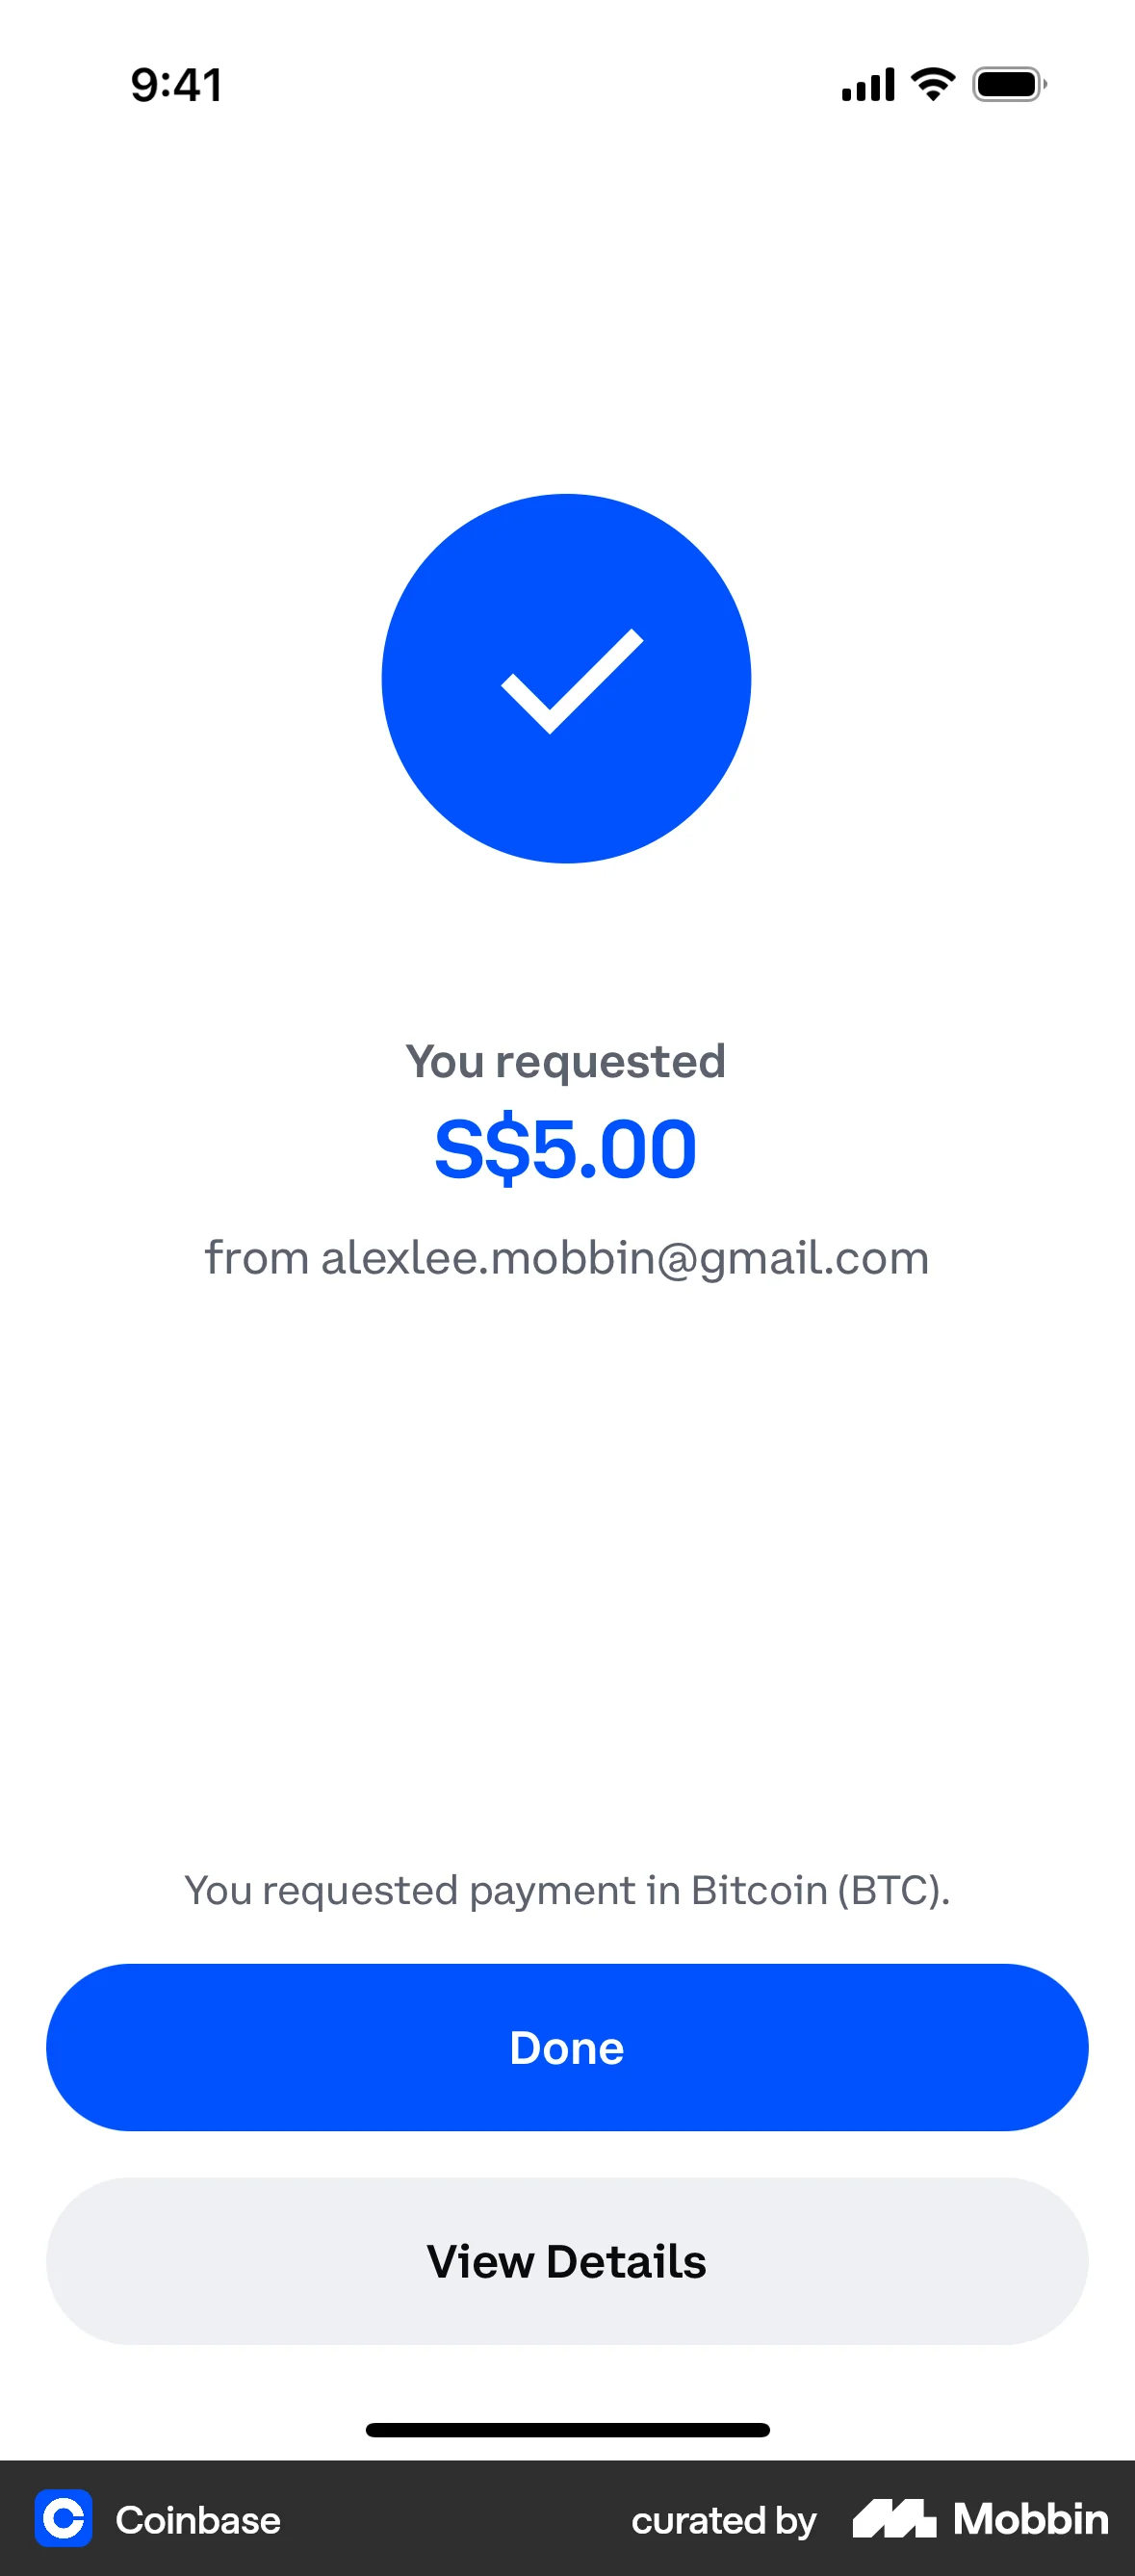 9:41
You requested
S$5.00
from alexlee.mobbin@gmail.com
You requested payment in Bitcoin (BTC).
Done
View Details
Coinbase
curated by Mobbin